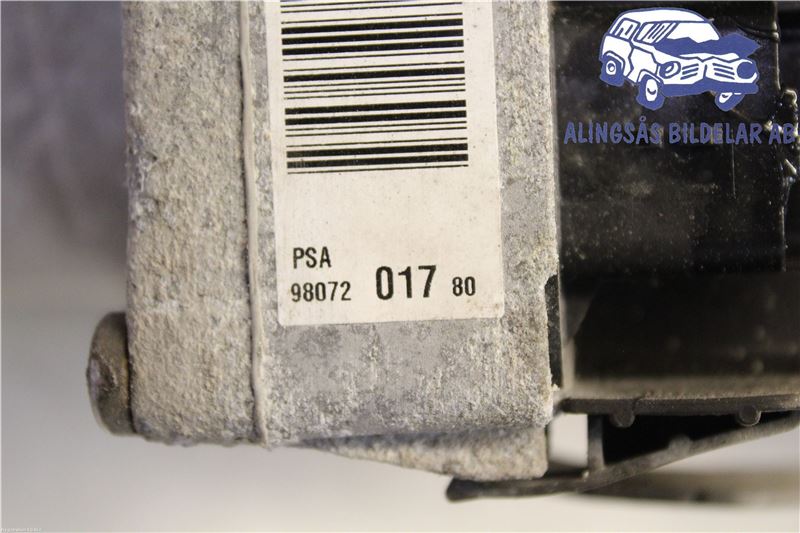 ALINGSÅS BILDELAR AB
PSA
98072 017 80